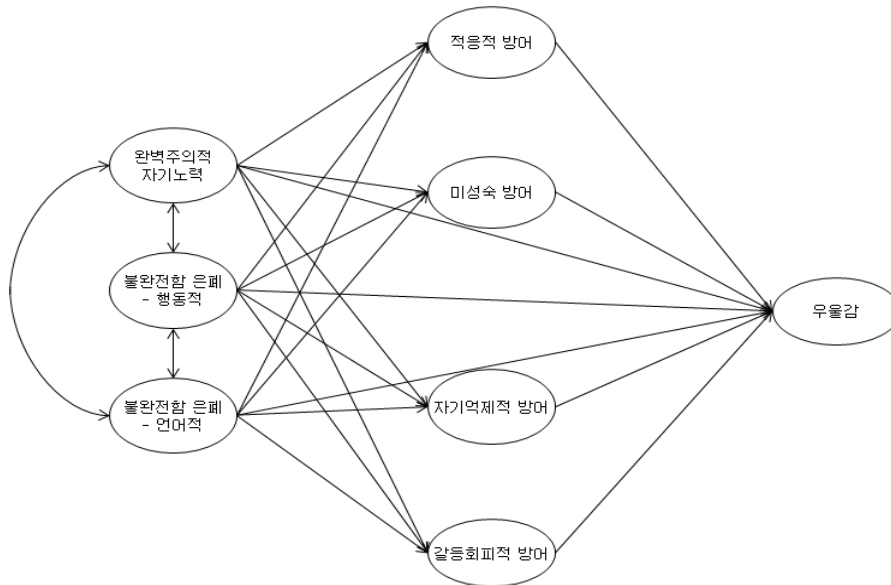 적응적 방어
완벽주의적
자기노력
미성숙 방어
불완전함 은폐
- 행동적
우울감
불완전함 은폐
- 언어적
자기억제적 방어
갈등회피적 방어